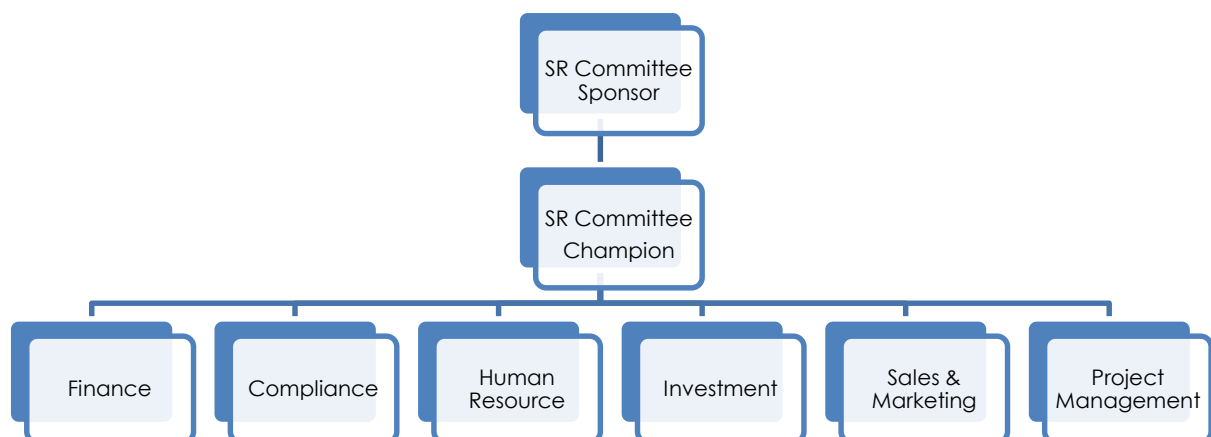 SR Committee
Sponsor
SR Committee
Champion
Finance
Compliance
Human
Resource
Investment
Sales &
Marketing
Project
Management